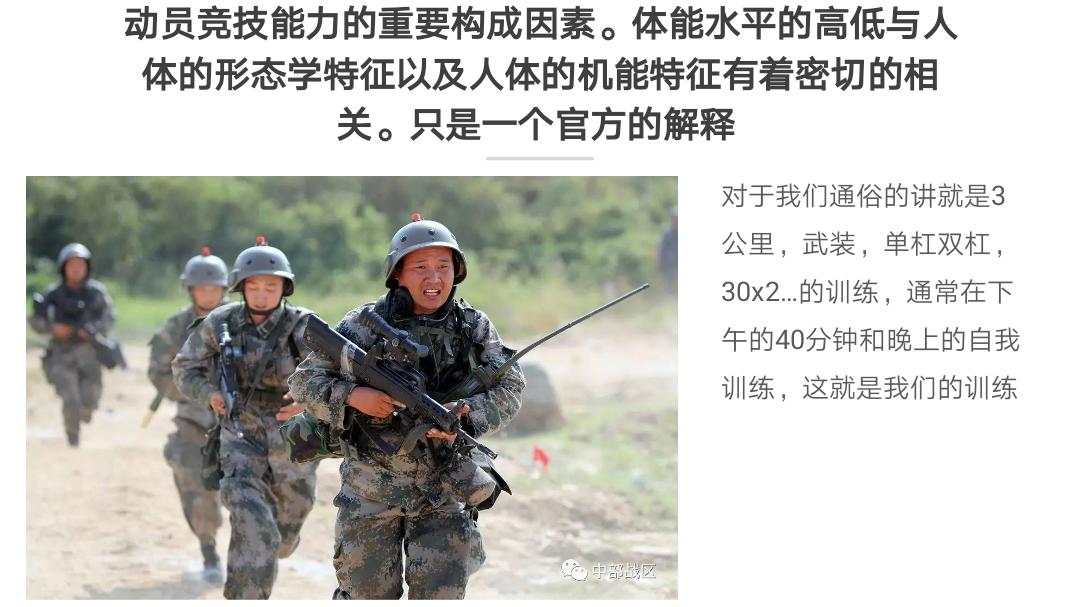 动员竞技能力的重要构成因素。体能水平的高低与人
体的形态学特征以及人体的机能特征有着密切的相
关。只是一个官方的解释
对于我们通俗的讲就是3
公里，武装，单杠双杠，
30x2...的训练，通常在下
午的40分钟和晚上的自我
训练，这就是我们的训练
中部战区